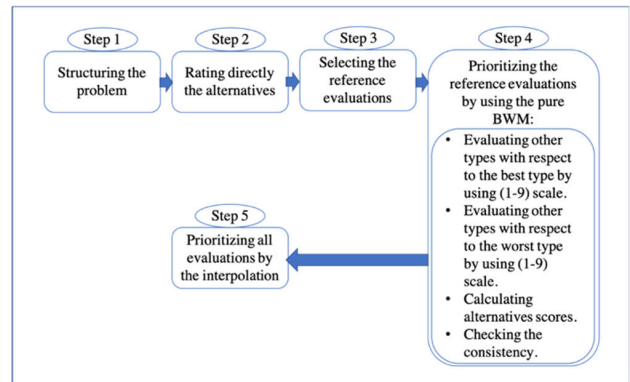 Step 1
Structuring the
problem
Step 2
Rating directly
the alternatives
Step 3
Selecting the
reference
evaluations
Step 4
Prioritizing the
reference evaluations
by using the pure
BWM:
• Evaluating other
types with respect
to the best type by
using (1-9) scale.
• Evaluating other
types with respect
to the worst type
by using (1-9)
scale.
• Calculating
alternatives scores.
• Checking the
consistency.
Step 5
Prioritizing all
evaluations by
the interpolation